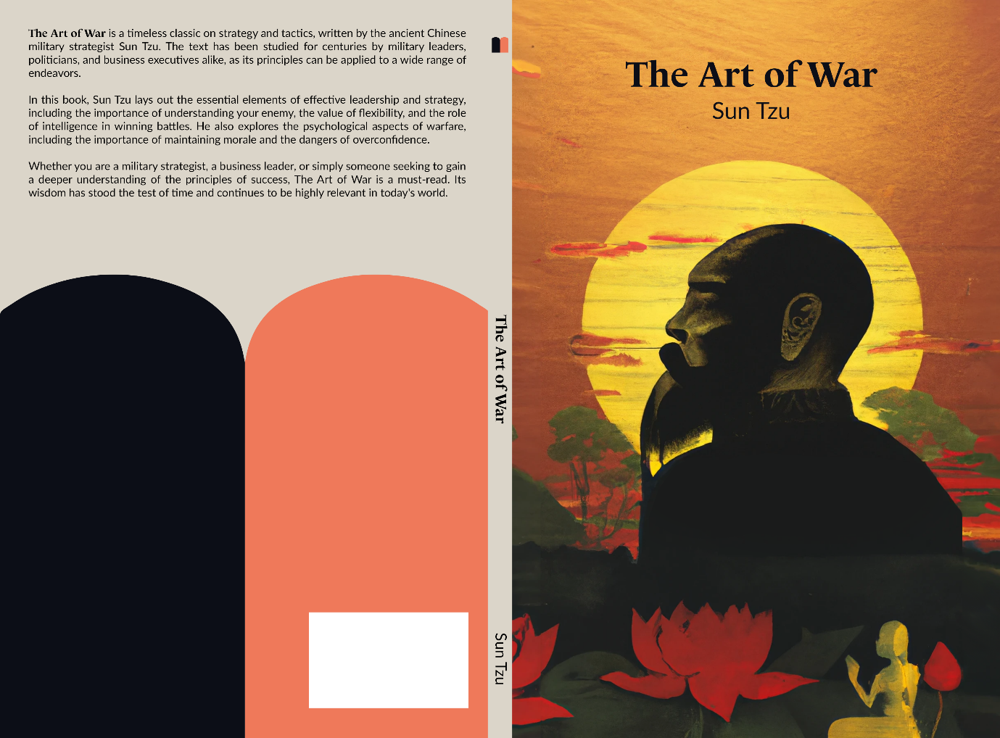 The Art of War is a timeless classic on strategy and tactics, written by the ancient Chinese
military strategist Sun Tzu. The text has been studied for centuries by military leaders,
politicians, and business executives alike, as its principles can be applied to a wide range of
endeavors.
In this book, Sun Tzu lays out the essential elements of effective leadership and strategy,
including the importance of understanding your enemy, the value of flexibility, and the role
of intelligence in winning battles. He also explores the psychological aspects of warfare,
including the importance of maintaining morale and the dangers of overconfidence.
Whether you are a military strategist, a business leader, or simply someone seeking to gain
a deeper understanding of the principles of success, The Art of War is a must-read. Its
wisdom has stood the test of time and continues to be highly relevant in today's world.
The Art of War
Sun Tzu
The Art of War
Sun Tzu